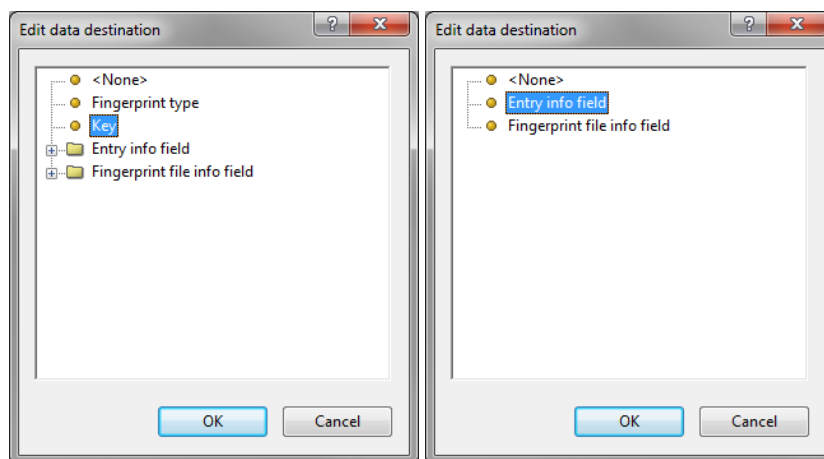 Edit data destination
?
X
<None>
Fingerprint type
Key
Entry info field
Fingerprint file info field
OK
Cancel
Edit data destination
?
X
<None>
Entry info field
Fingerprint file info field
OK
Cancel